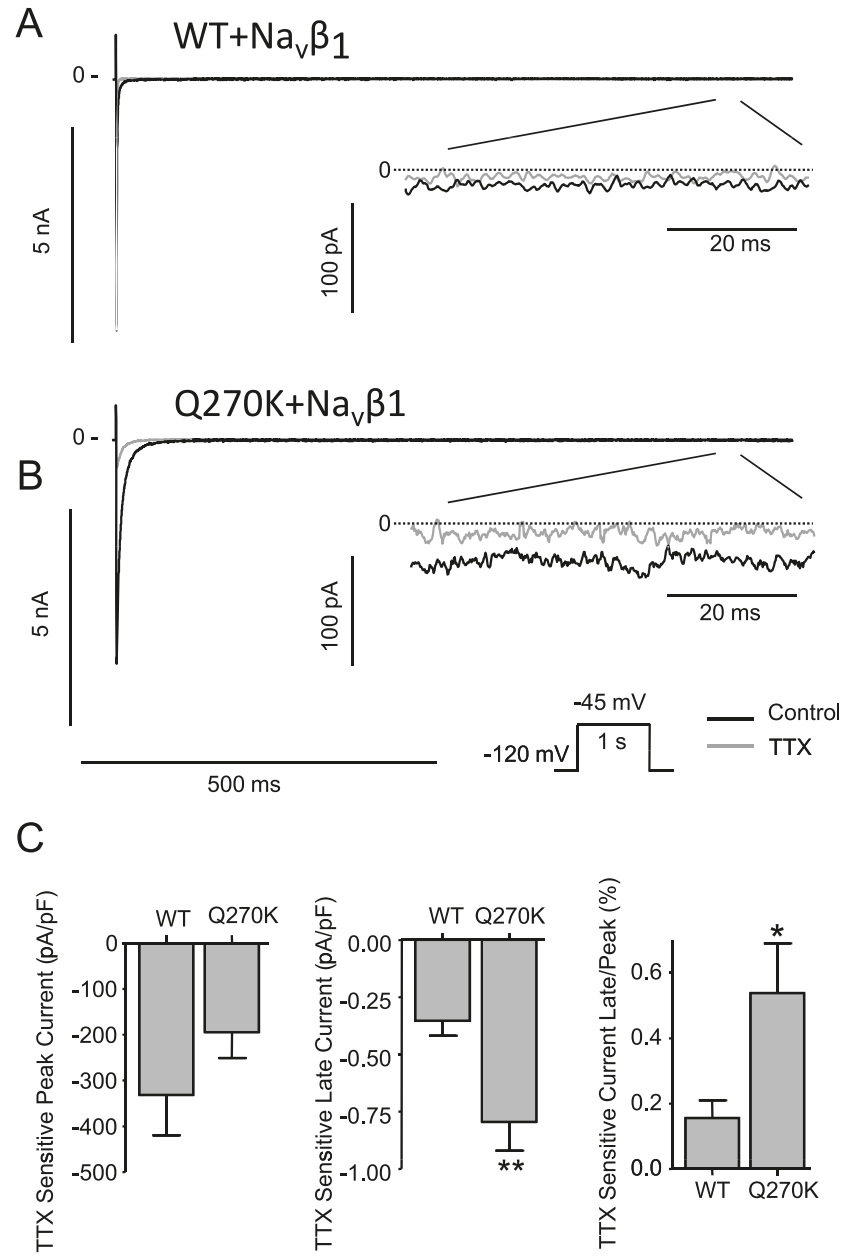 A
WT+Navβ1
0 -
5 nA
0
100 pA
20 ms
Q270K+Navβ1
0 -
B
5 nA
0
100 pA
20 ms
-45 mV
-120 mV
1 s
Control
TTX
500 ms
C
TTX Sensitive Peak Current (pA/pF)
WT Q270K
0
-100
-200
-300
-400
-500
TTX Sensitive Late Current (pA/pF)
WT Q270K
0.00
-0.25
-0.50
-0.75
-1.00
**
TTX Sensitive Current Late/Peak (%)
*
0.6
0.4
0.2
0.0
WT Q270K